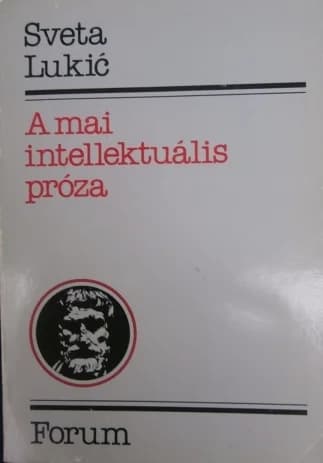 Sveta
Lukić
A mai
intellektuális
próza
Forum